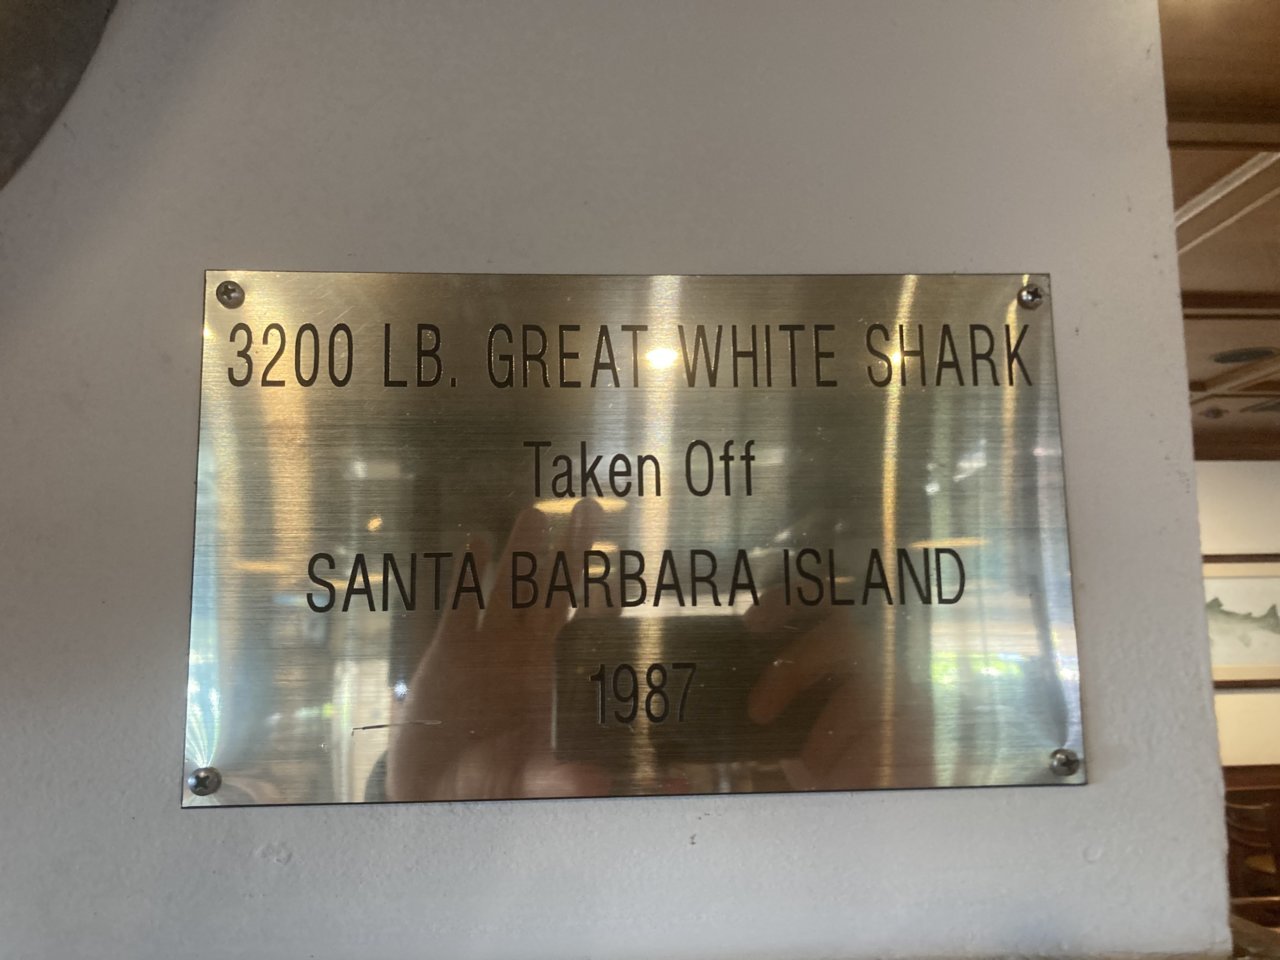 3200 LB. GREAT WHITE SHARK
Taken Off
SANTA BARBARA ISLAND
1987